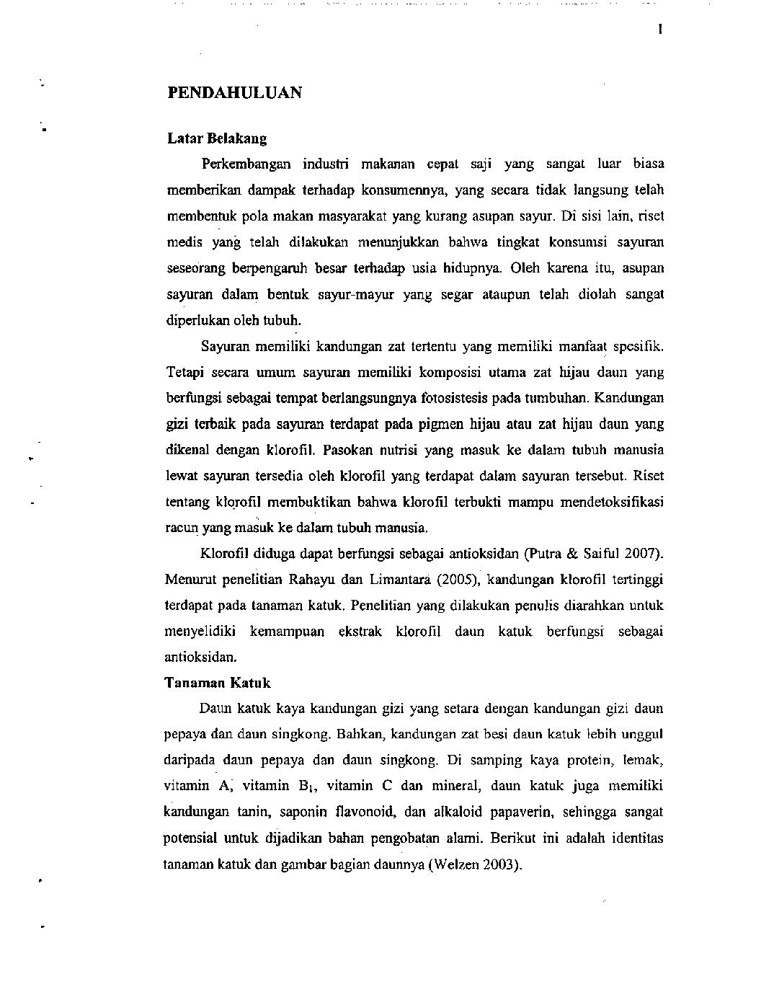 1
PENDAHULUAN
Latar Belakang
Perkembangan industri makanan cepat saji yang sangat luar biasa
memberikan dampak terhadap konsumennya, yang secara tidak langsung telah
membentuk pola makan masyarakat yang kurang asupan sayur. Di sisi lain, riset
medis yang telah dilakukan menunjukkan bahwa tingkat konsumsi sayuran
seseorang berpengaruh besar terhadap usia hidupnya. Oleh karena itu, asupan
sayuran dalam bentuk sayur-mayur yang segar ataupun telah diolah sangat
diperlukan oleh tubuh.
Sayuran memiliki kandungan zat tertentu yang memiliki manfaat spesifik.
Tetapi secara umum sayuran memiliki komposisi utama zat hijau daun yang
berfungsi sebagai tempat berlangsungnya fotosistesis pada tumbuhan. Kandungan
gizi terbaik pada sayuran terdapat pada pigmen hijau atau zat hijau daun yang
dikenal dengan klorofil. Pasokan nutrisi yang masuk ke dalam tubuh manusia
lewat sayuran tersedia oleh klorofil yang terdapat dalam sayuran tersebut. Riset
tentang klorofil membuktikan bahwa klorofil terbukti mampu mendetoksifikasi
racun yang masuk ke dalam tubuh manusia.
Klorofil diduga dapat berfungsi sebagai antioksidan (Putra & Saiful 2007).
Menurut penelitian Rahayu dan Limantara (2005), kandungan klorofil tertinggi
terdapat pada tanaman katuk. Penelitian yang dilakukan penulis diarahkan untuk
menyelidiki kemampuan ekstrak klorofil daun katuk berfungsi sebagai
antioksidan.
Tanaman Katuk
Daun katuk kaya kandungan gizi yang setara dengan kandungan gizi daun
pepaya dan daun singkong. Bahkan, kandungan zat besi daun katuk lebih unggul
daripada daun pepaya dan daun singkong. Di samping kaya protein, lemak,
vitamin A, vitamin B₁, vitamin C dan mineral, daun katuk juga memiliki
kandungan tanin, saponin flavonoid, dan alkaloid papaverin, sehingga sangat
potensial untuk dijadikan bahan pengobatan alami. Berikut ini adalah identitas
tanaman katuk dan gambar bagian daunnya (Welzen 2003).